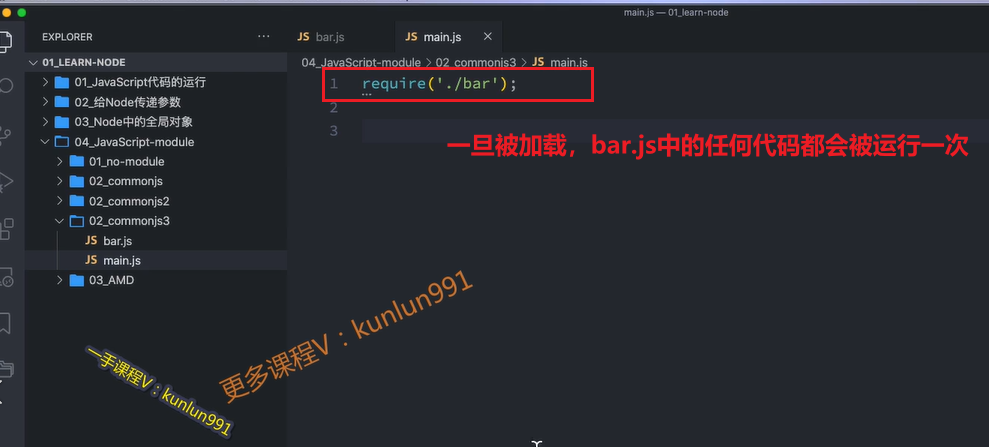 main.js — 01_learn-node
EXPLORER ···
JS bar.js JS main.js ×
01_LEARN-NODE
04_JavaScript-module > 02_commonjs3 > JS main.js
01_JavaScript代码的运行
1 require('./bar');
02_给Node传递参数
2
03_Node中的全局对象
3
04_JavaScript-module
一旦被加载，bar.js中的任何代码都会被运行一次
01_no-module
02_commonjs
02_commonjs2
02_commonjs3
JS bar.js
JS main.js
03_AMD
更多课程V：kunlun991
一手课程V：kunlun991